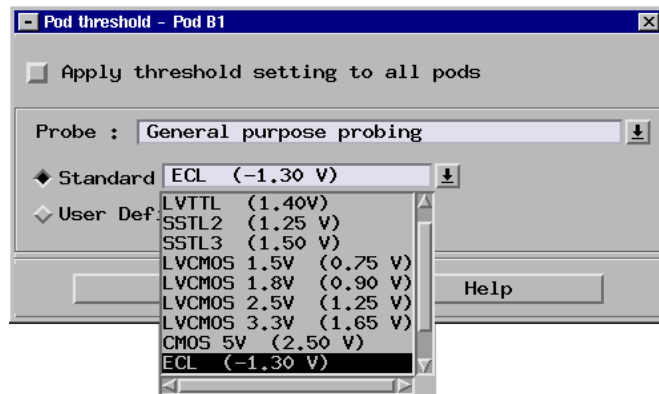 Pod threshold - Pod B1
Apply threshold setting to all pods
Probe : General purpose probing
Standard ECL (-1.30 V)
User Def
LVTTL (1.40V)
SSTL2 (1.25 V)
SSTL3 (1.50 V)
LVCMOS 1.5V (0.75 V)
LVCMOS 1.8V (0.90 V)
LVCMOS 2.5V (1.25 V)
LVCMOS 3.3V (1.65 V)
CMOS 5V (2.50 V)
ECL (-1.30 V)
Help